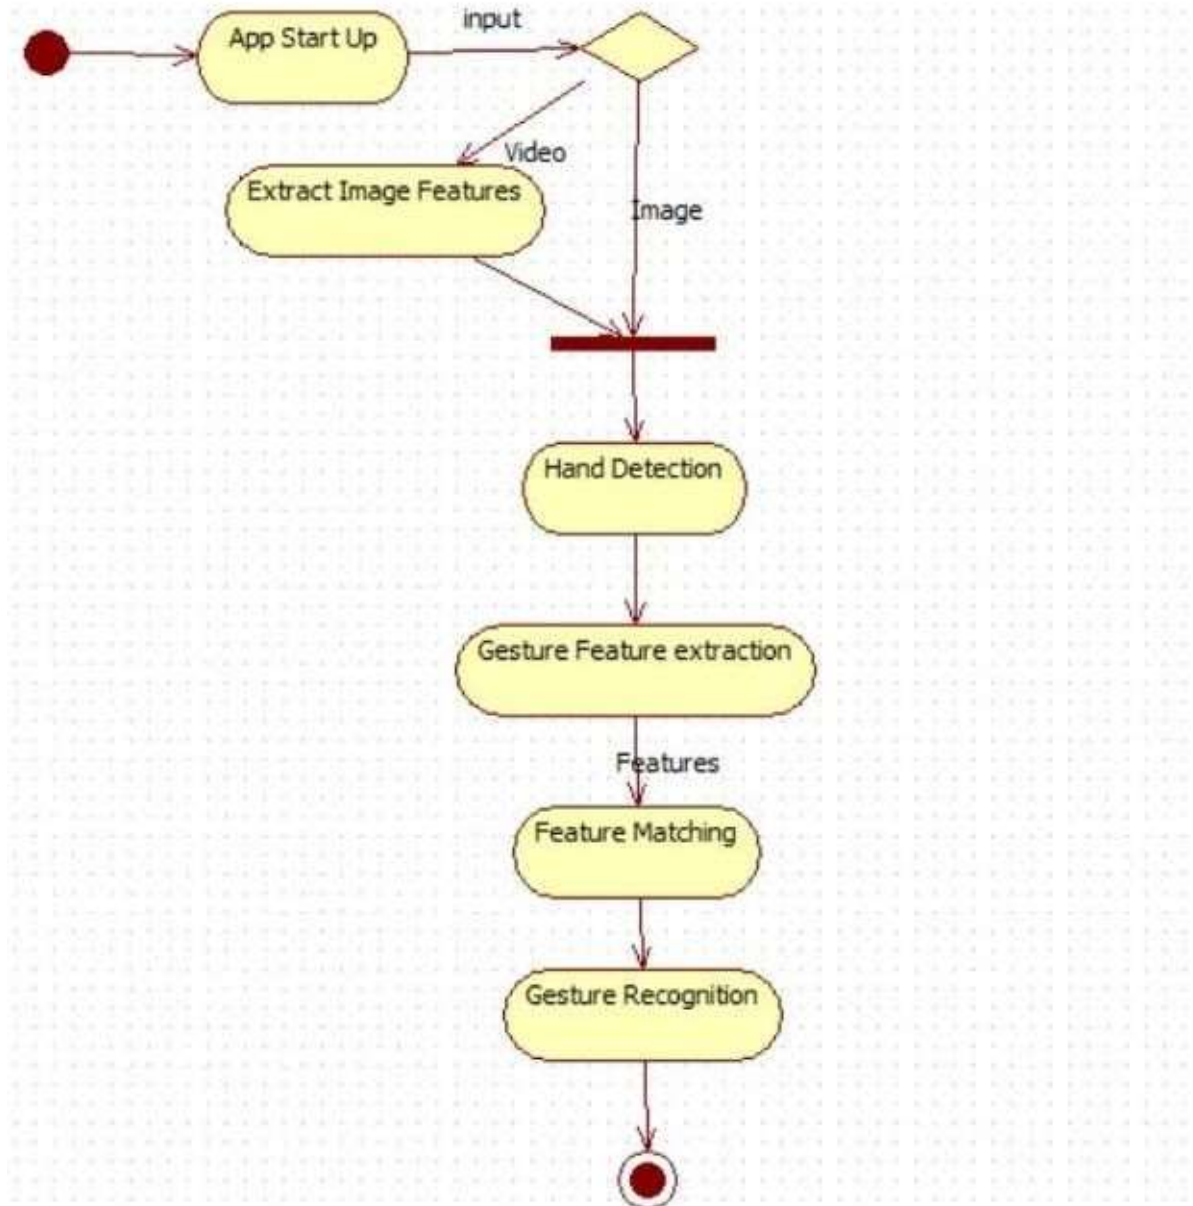 App Start Up
input
Video
Extract Image Features
Image
Hand Detection
Gesture Feature extraction
Features
Feature Matching
Gesture Recognition